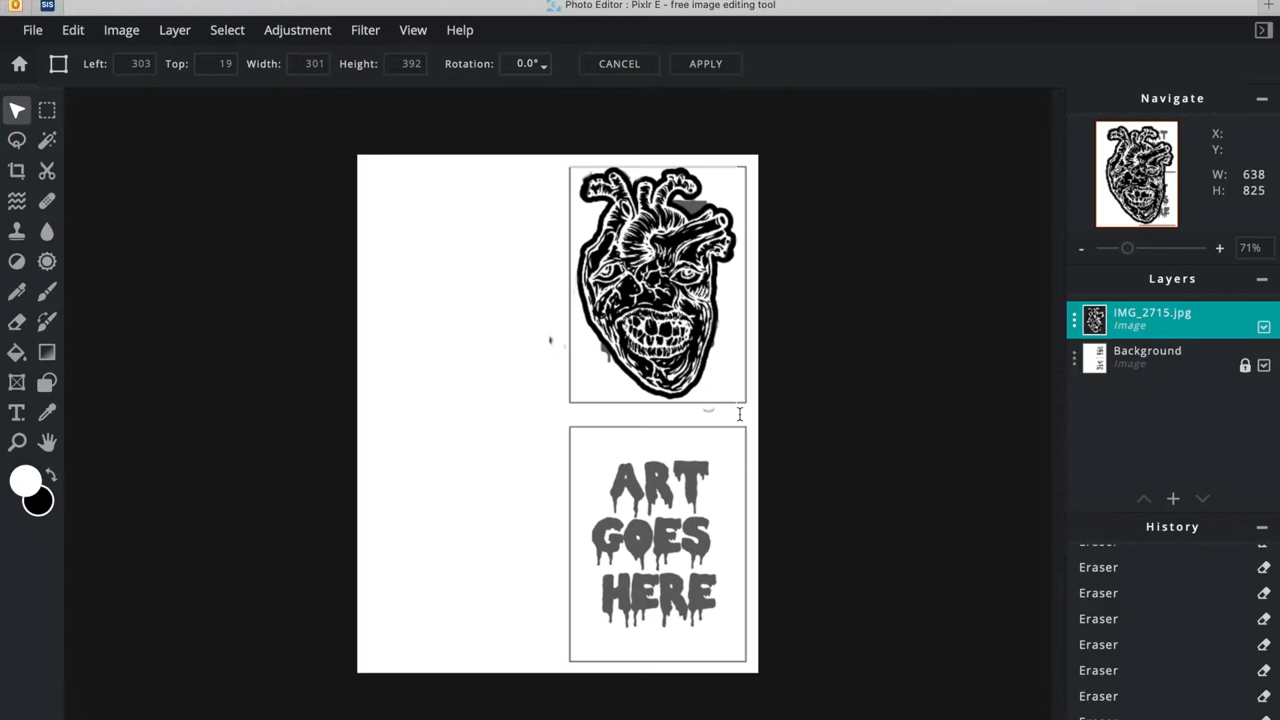 SIS
Photo Editor : Pixlr E - free image editing tool
File Edit Image Layer Select Adjustment Filter View Help
Left: 303 Top: 19 Width: 301 Height: 392 Rotation: 0.0° CANCEL APPLY
Navigate
X:
Y:
W: 638
H: 825
- + 71%
Layers
IMG_2715.jpg
Image
Background
Image
History
Eraser
Eraser
Eraser
Eraser
Eraser
Eraser
ART
GOES
HERE